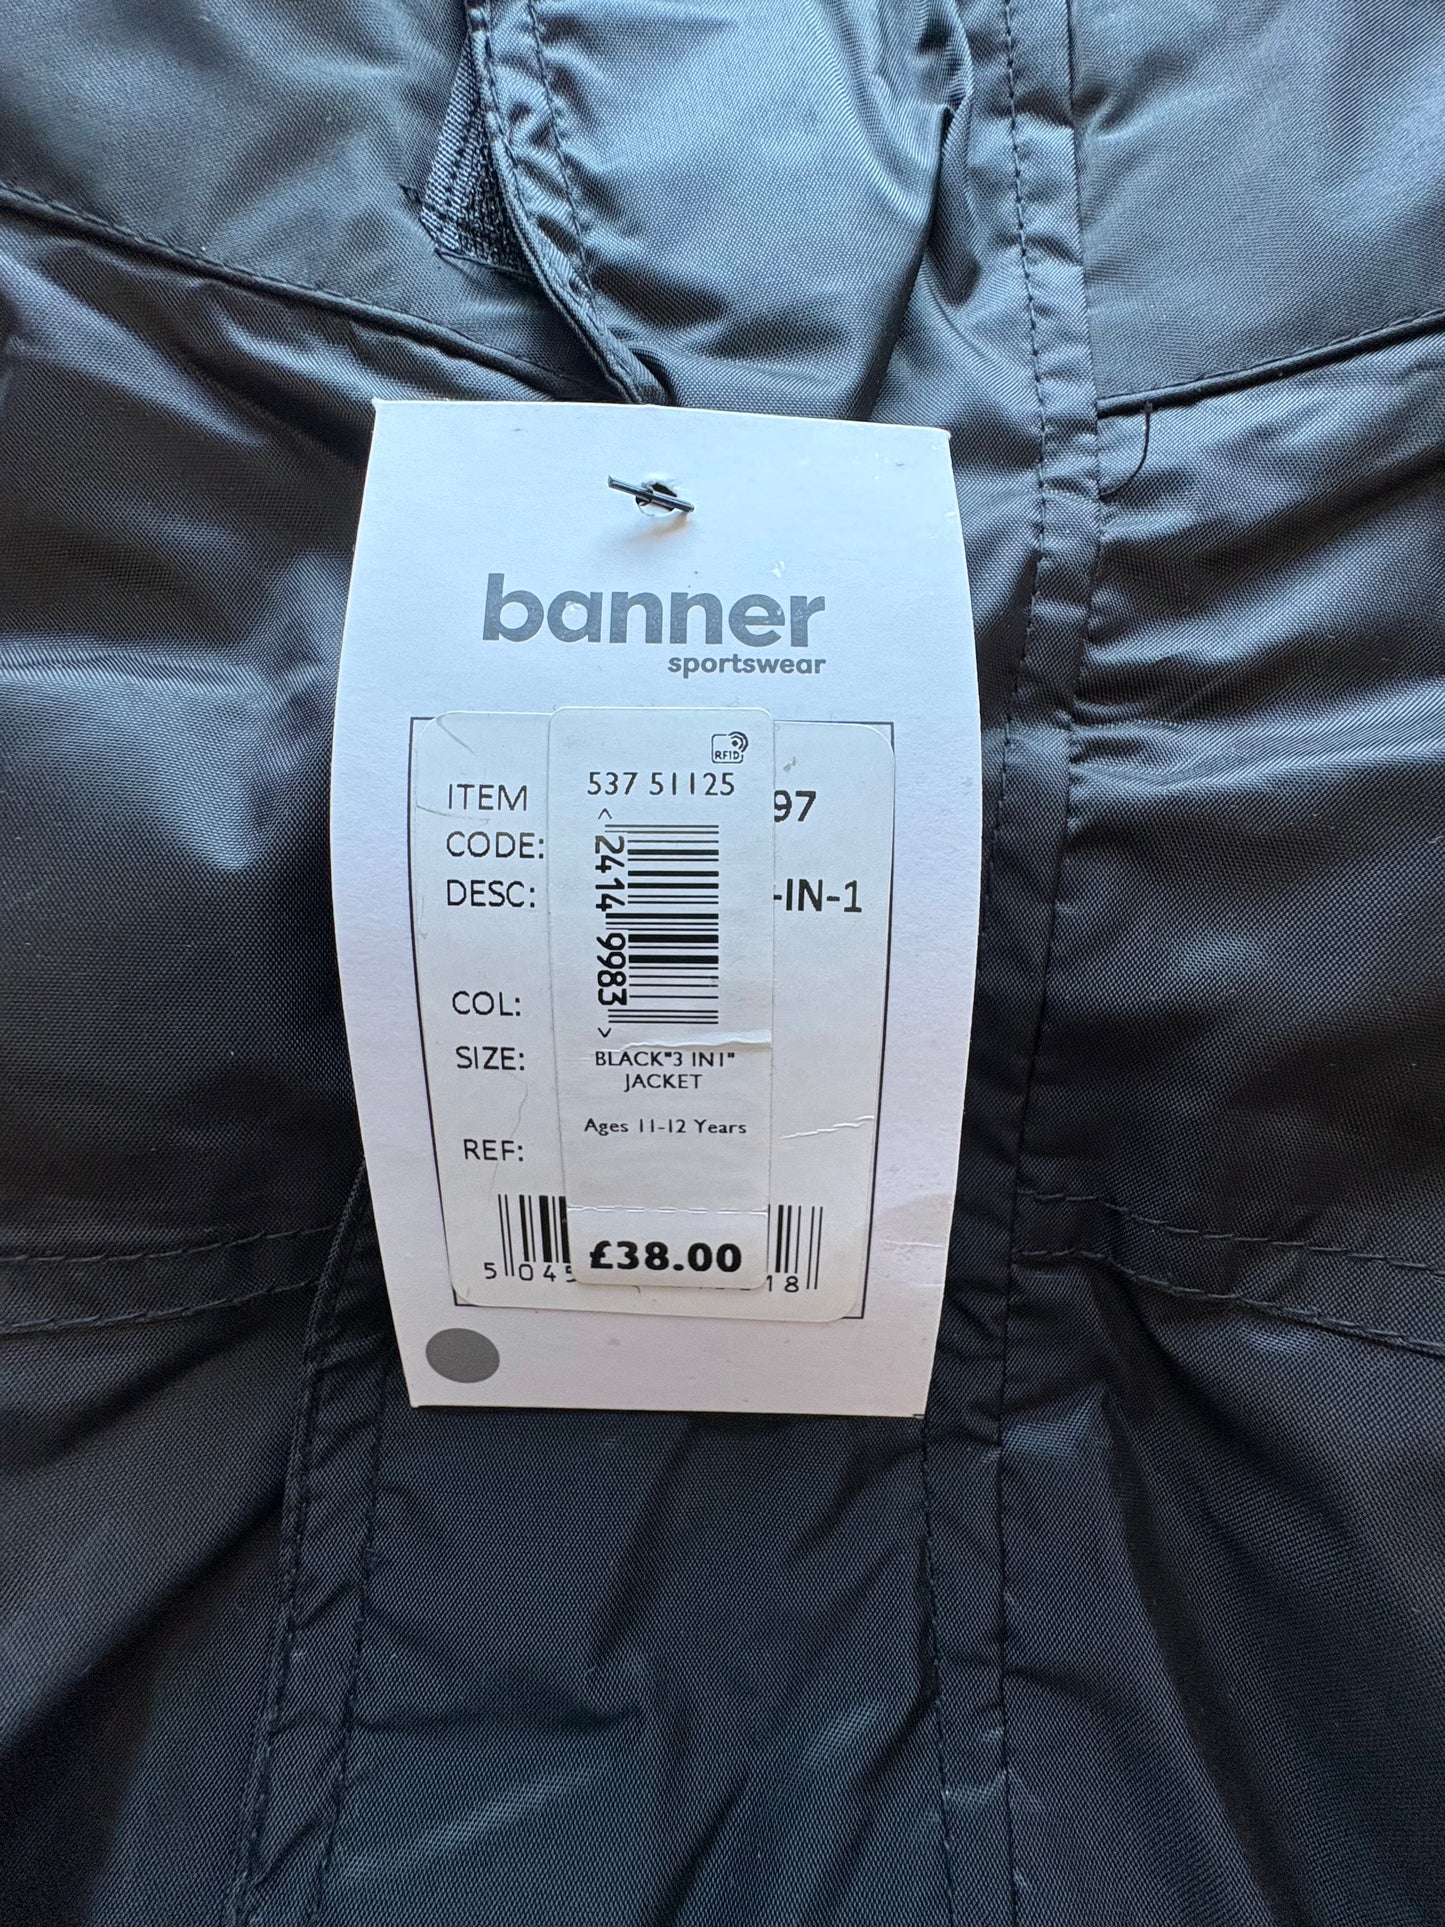 banner
sportswear
RFID
537 51125
ITEM
CODE:
97
DESC:
-IN-1
< 2414 9983 >
COL:
SIZE:
BLACK"3 IN1"
JACKET
Ages 11-12 Years
REF:
£38.00
5 045
18